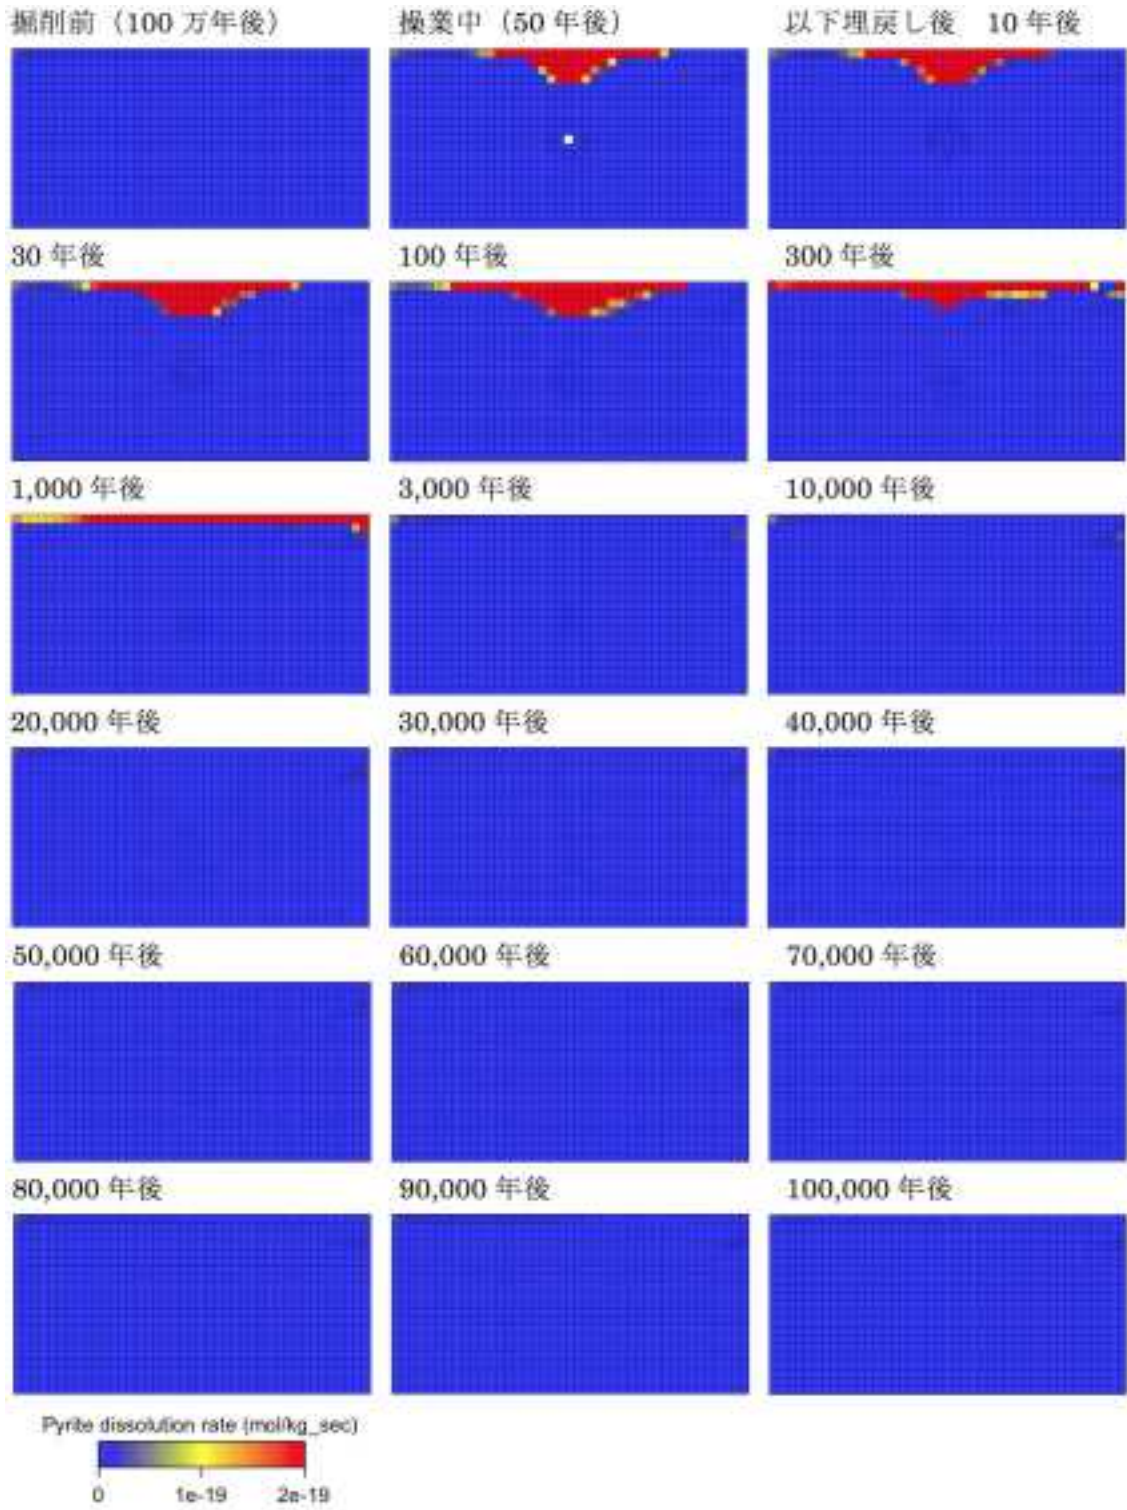 掘削前（100 万年後）
操業中（50 年後）
以下埋戻し後　10 年後
30 年後
100 年後
300 年後
1,000 年後
3,000 年後
10,000 年後
20,000 年後
30,000 年後
40,000 年後
50,000 年後
60,000 年後
70,000 年後
80,000 年後
90,000 年後
100,000 年後
Pyrite dissolution rate (mol/kg_sec)
0 1e-19 2e-19